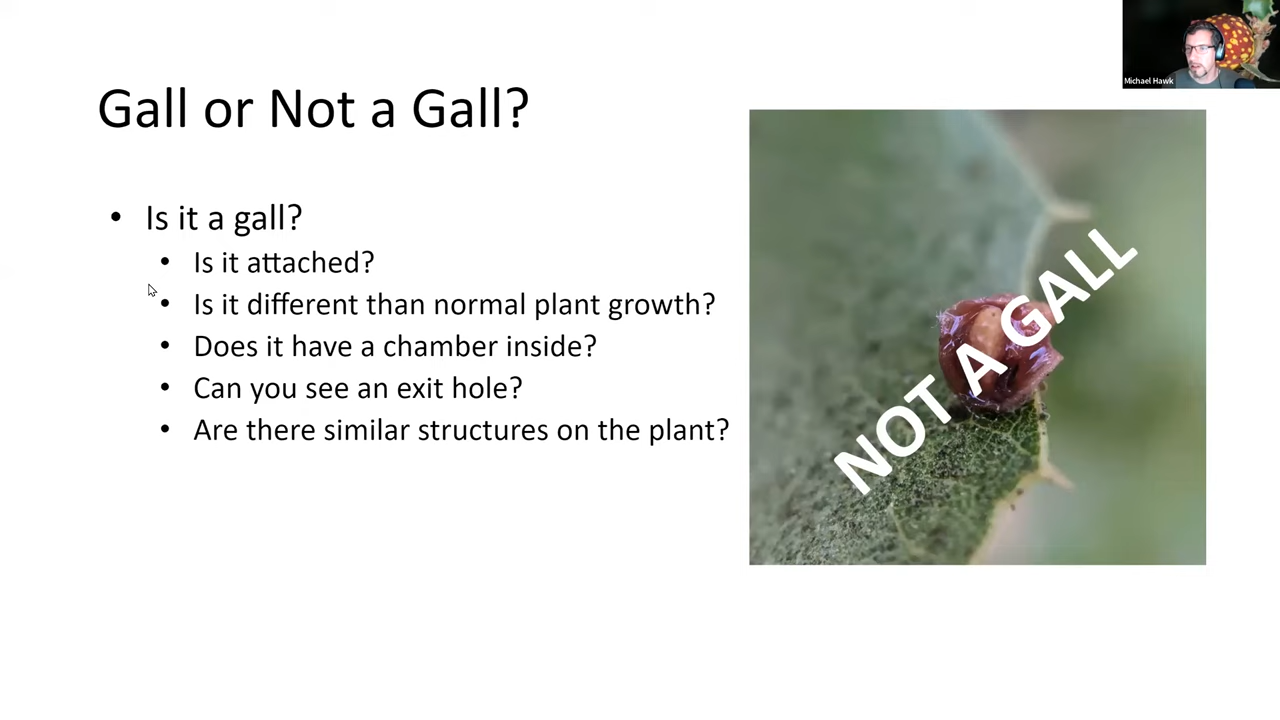 Michael Hawk
Gall or Not a Gall?
• Is it a gall?
• Is it attached?
• Is it different than normal plant growth?
• Does it have a chamber inside?
• Can you see an exit hole?
• Are there similar structures on the plant?
NOT A GALL